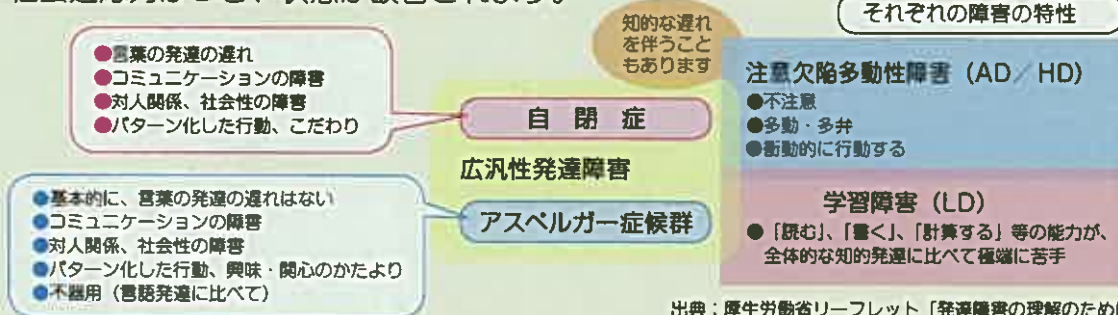 それぞれの障害の特性
知的な遅れ
を伴うこと
もあります
●言葉の発達の遅れ
●コミュニケーションの障害
●対人関係、社会性の障害
●パターン化した行動、こだわり
自閉症
広汎性発達障害
アスペルガー症候群
●基本的に、言葉の発達の遅れはない
●コミュニケーションの障害
●対人関係、社会性の障害
●パターン化した行動、興味・関心のかたより
●不器用（言語発達に比べて）
注意欠陥多動性障害（AD／HD）
●不注意
●多動・多弁
●衝動的に行動する
学習障害（LD）
●「読む」、「書く」、「計算する」等の能力が、
全体的な知的発達に比べて極端に苦手
出典：厚生労働省リーフレット「発達障害の理解のため